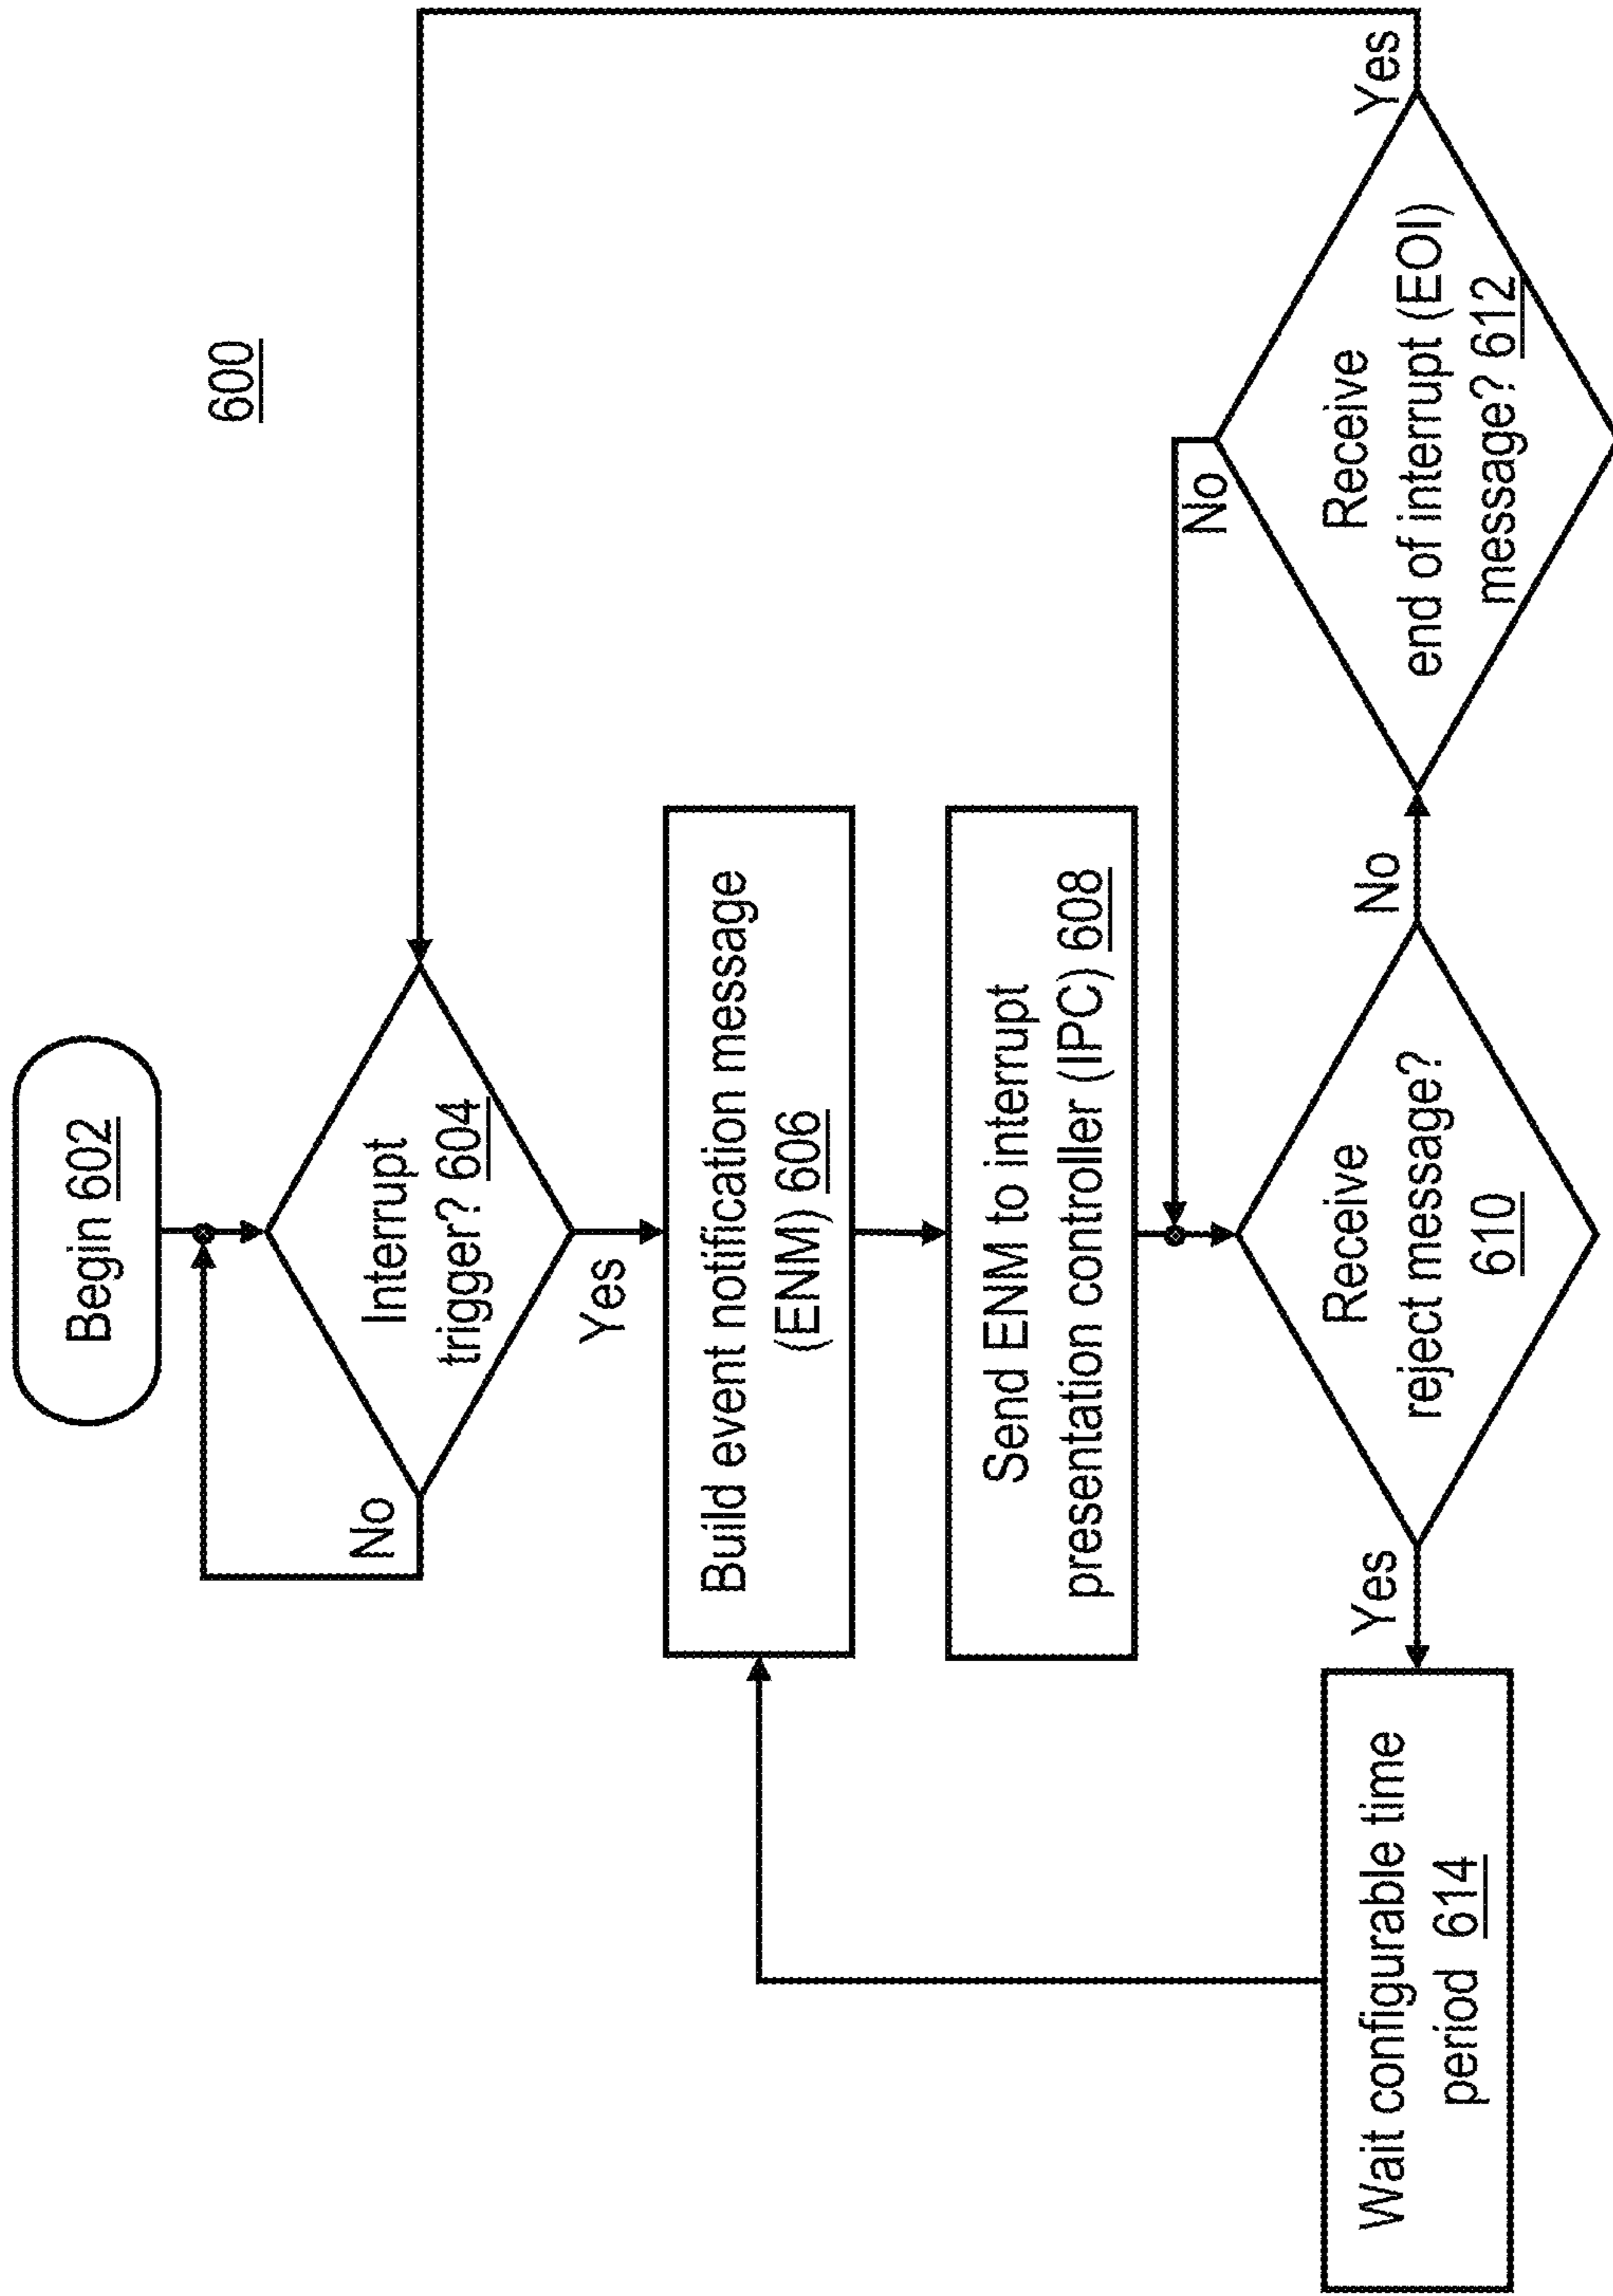 600
Begin 602
Interrupt
trigger? 604
No
Yes
Build event notification message
(ENM) 606
Send ENM to interrupt
presentation controller (IPC) 608
Receive
reject message?
610
Yes
No
Wait configurable time
period 614
Receive
end of interrupt (EOI)
message? 612
No
Yes